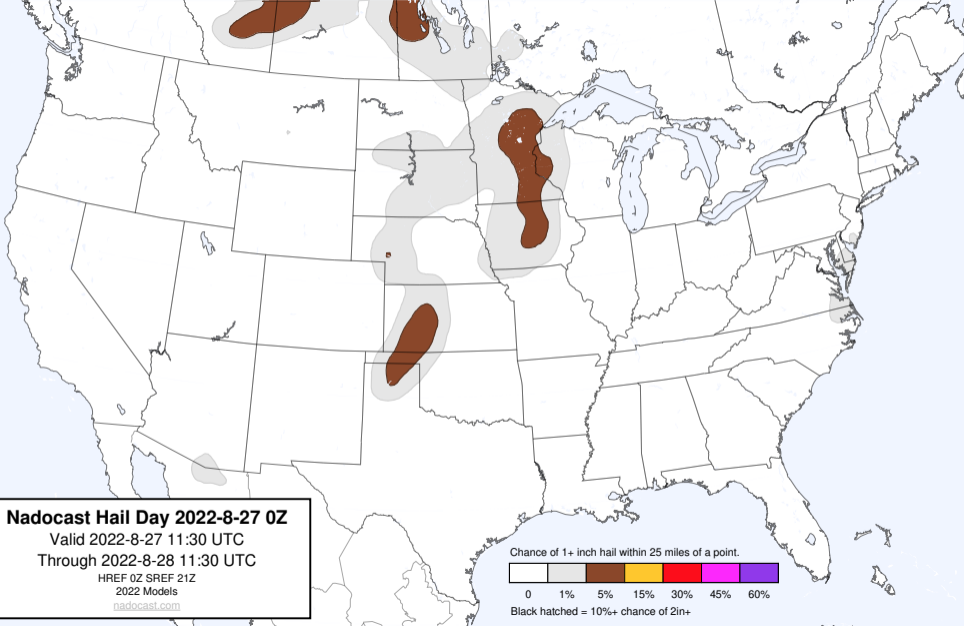 Nadocast Hail Day 2022-8-27 0Z
Valid 2022-8-27 11:30 UTC
Through 2022-8-28 11:30 UTC
HREF 0Z SREF 21Z
2022 Models
nadocast.com
Chance of 1+ inch hail within 25 miles of a point.
0 1% 5% 15% 30% 45% 60%
Black hatched = 10%+ chance of 2in+